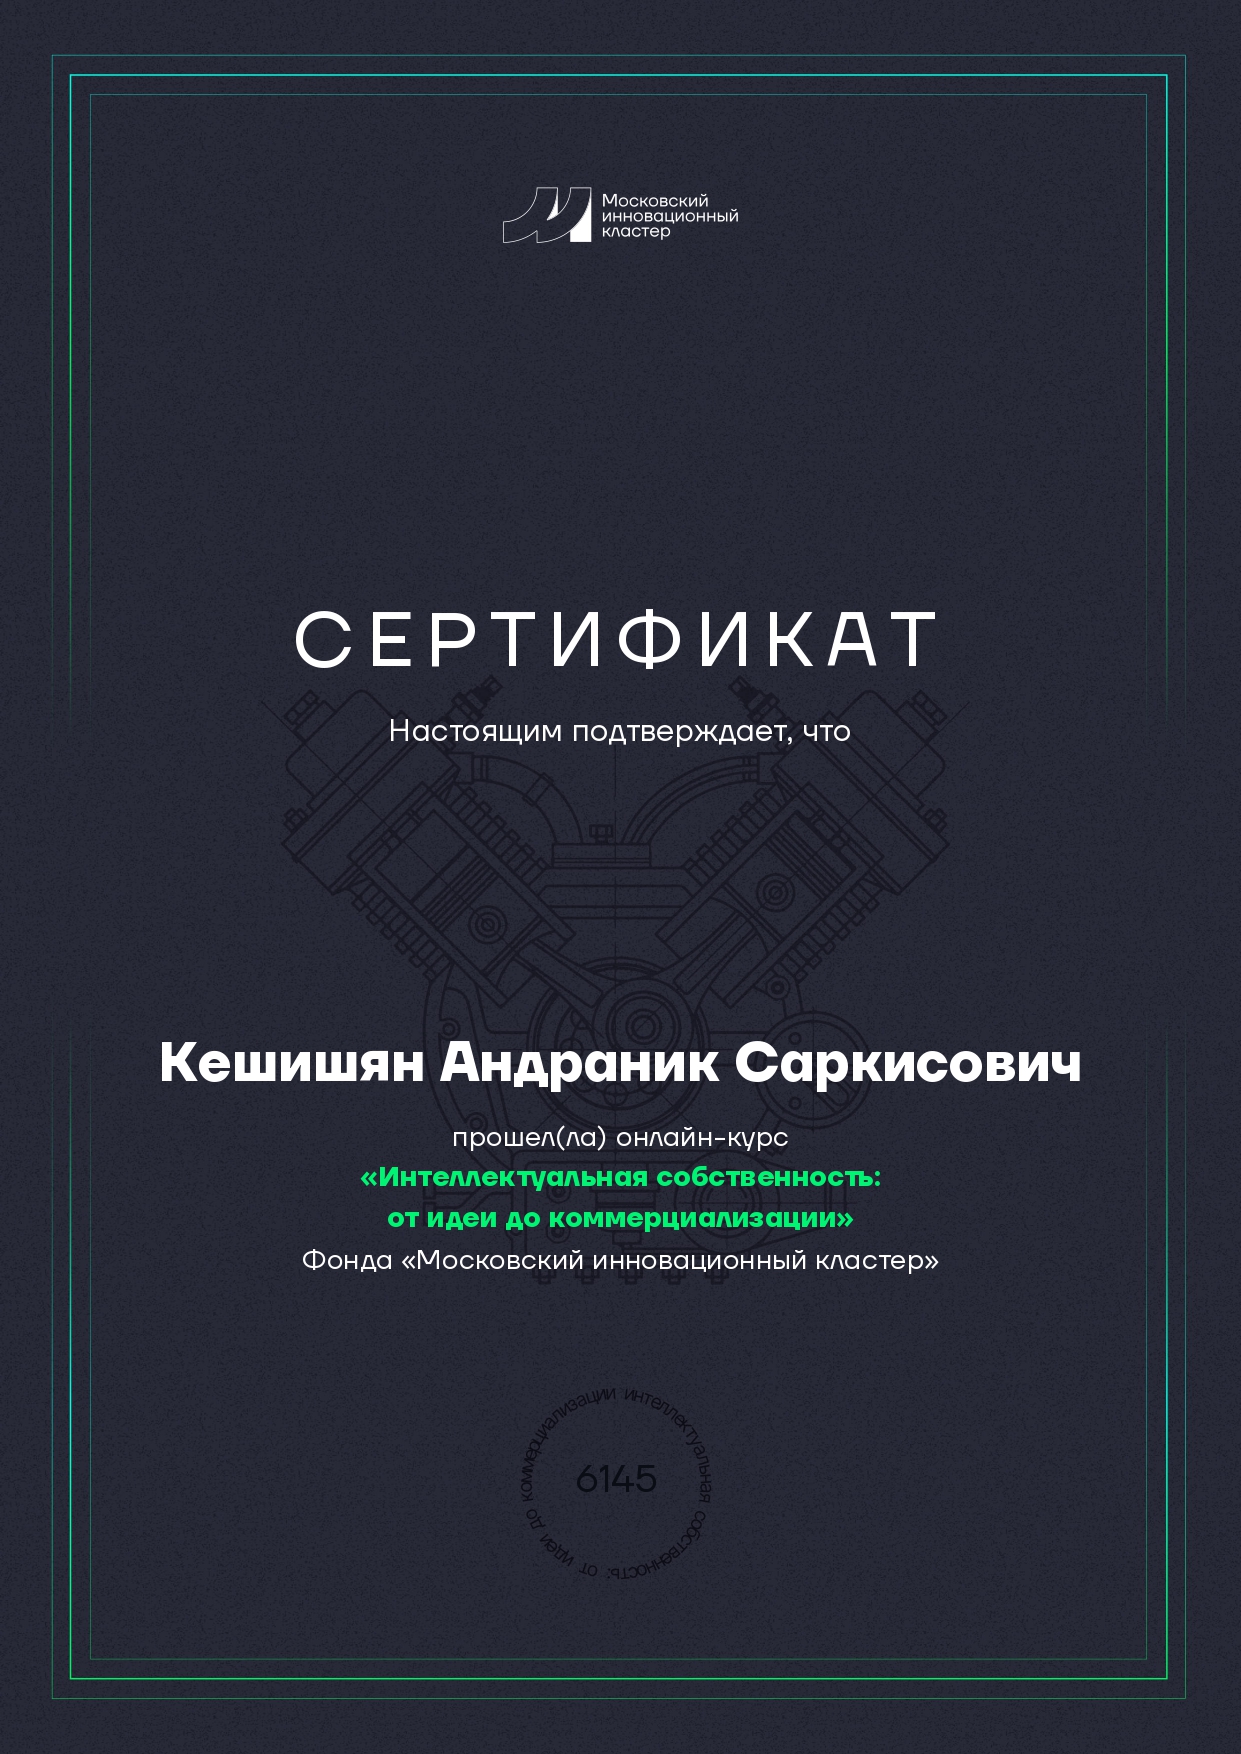 Московский
инновационный
кластер
СЕРТИФИКАТ
Настоящим подтверждает, что
Кешишян Андраник Саркисович
прошел(ла) онлайн-курс
«Интеллектуальная собственность:
от идеи до коммерциализации»
Фонда «Московский инновационный кластер»
интеллектуальная собственность: от идеи до коммерциализации
6145